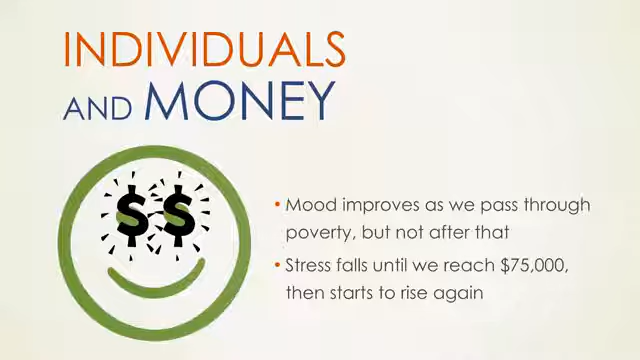 INDIVIDUALS
AND MONEY
$ $
• Mood improves as we pass through
poverty, but not after that
• Stress falls until we reach $75,000,
then starts to rise again